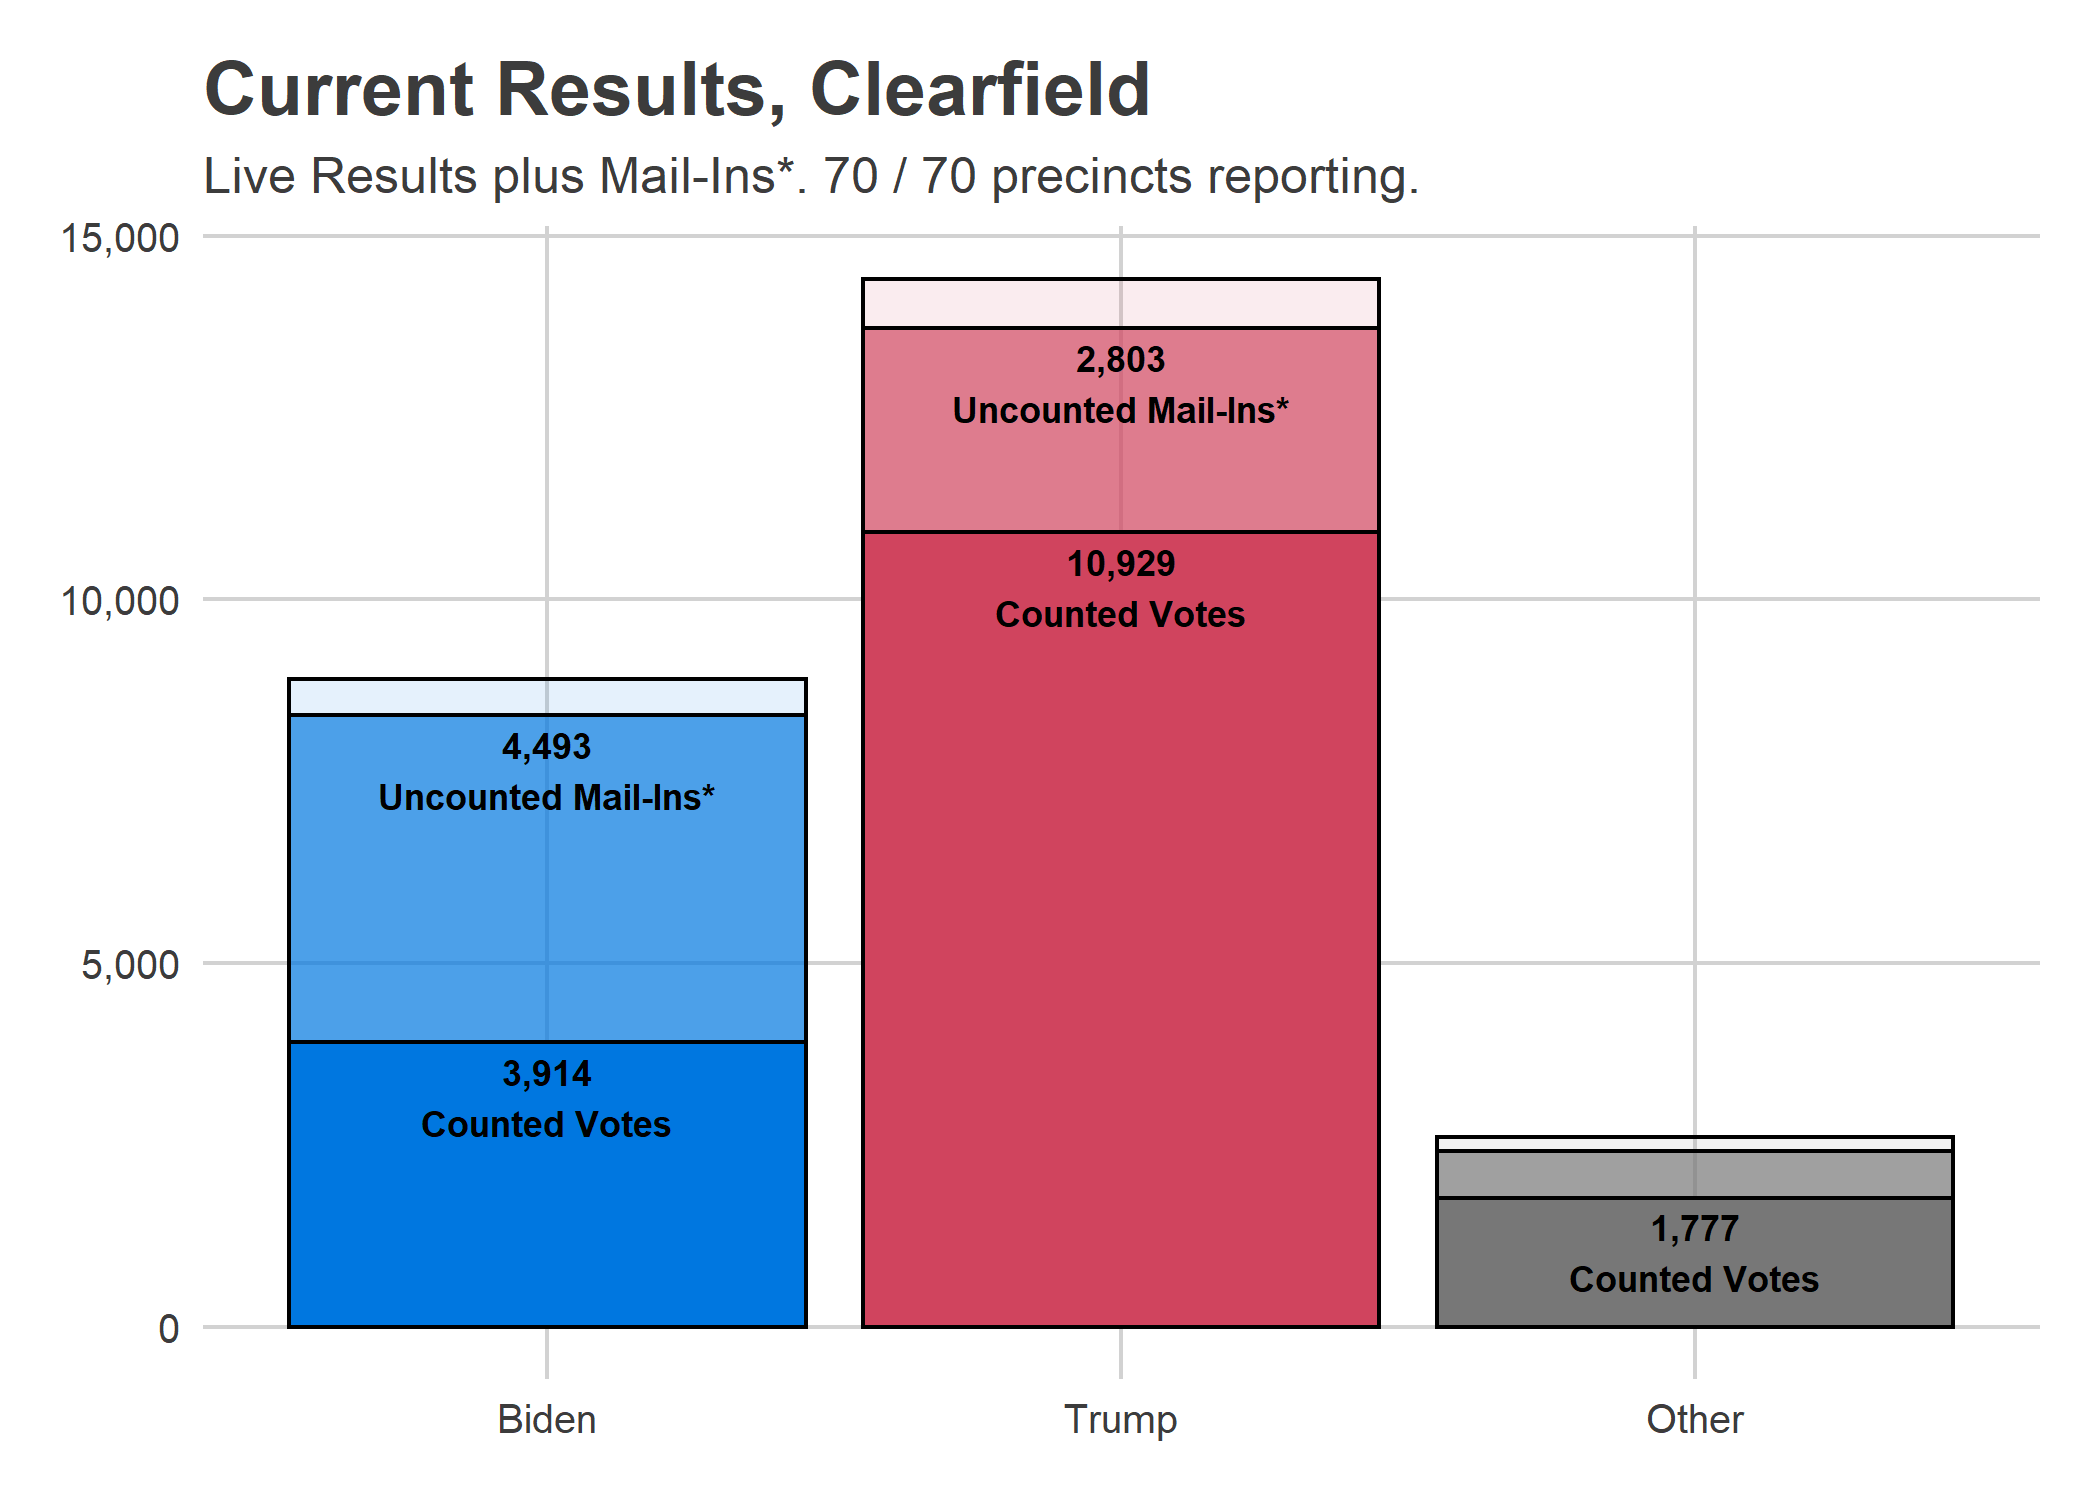 Current Results, Clearfield
Live Results plus Mail-Ins*. 70 / 70 precincts reporting.
15,000
10,000
5,000
0
4,493
Uncounted Mail-Ins*
3,914
Counted Votes
2,803
Uncounted Mail-Ins*
10,929
Counted Votes
1,777
Counted Votes
Biden
Trump
Other